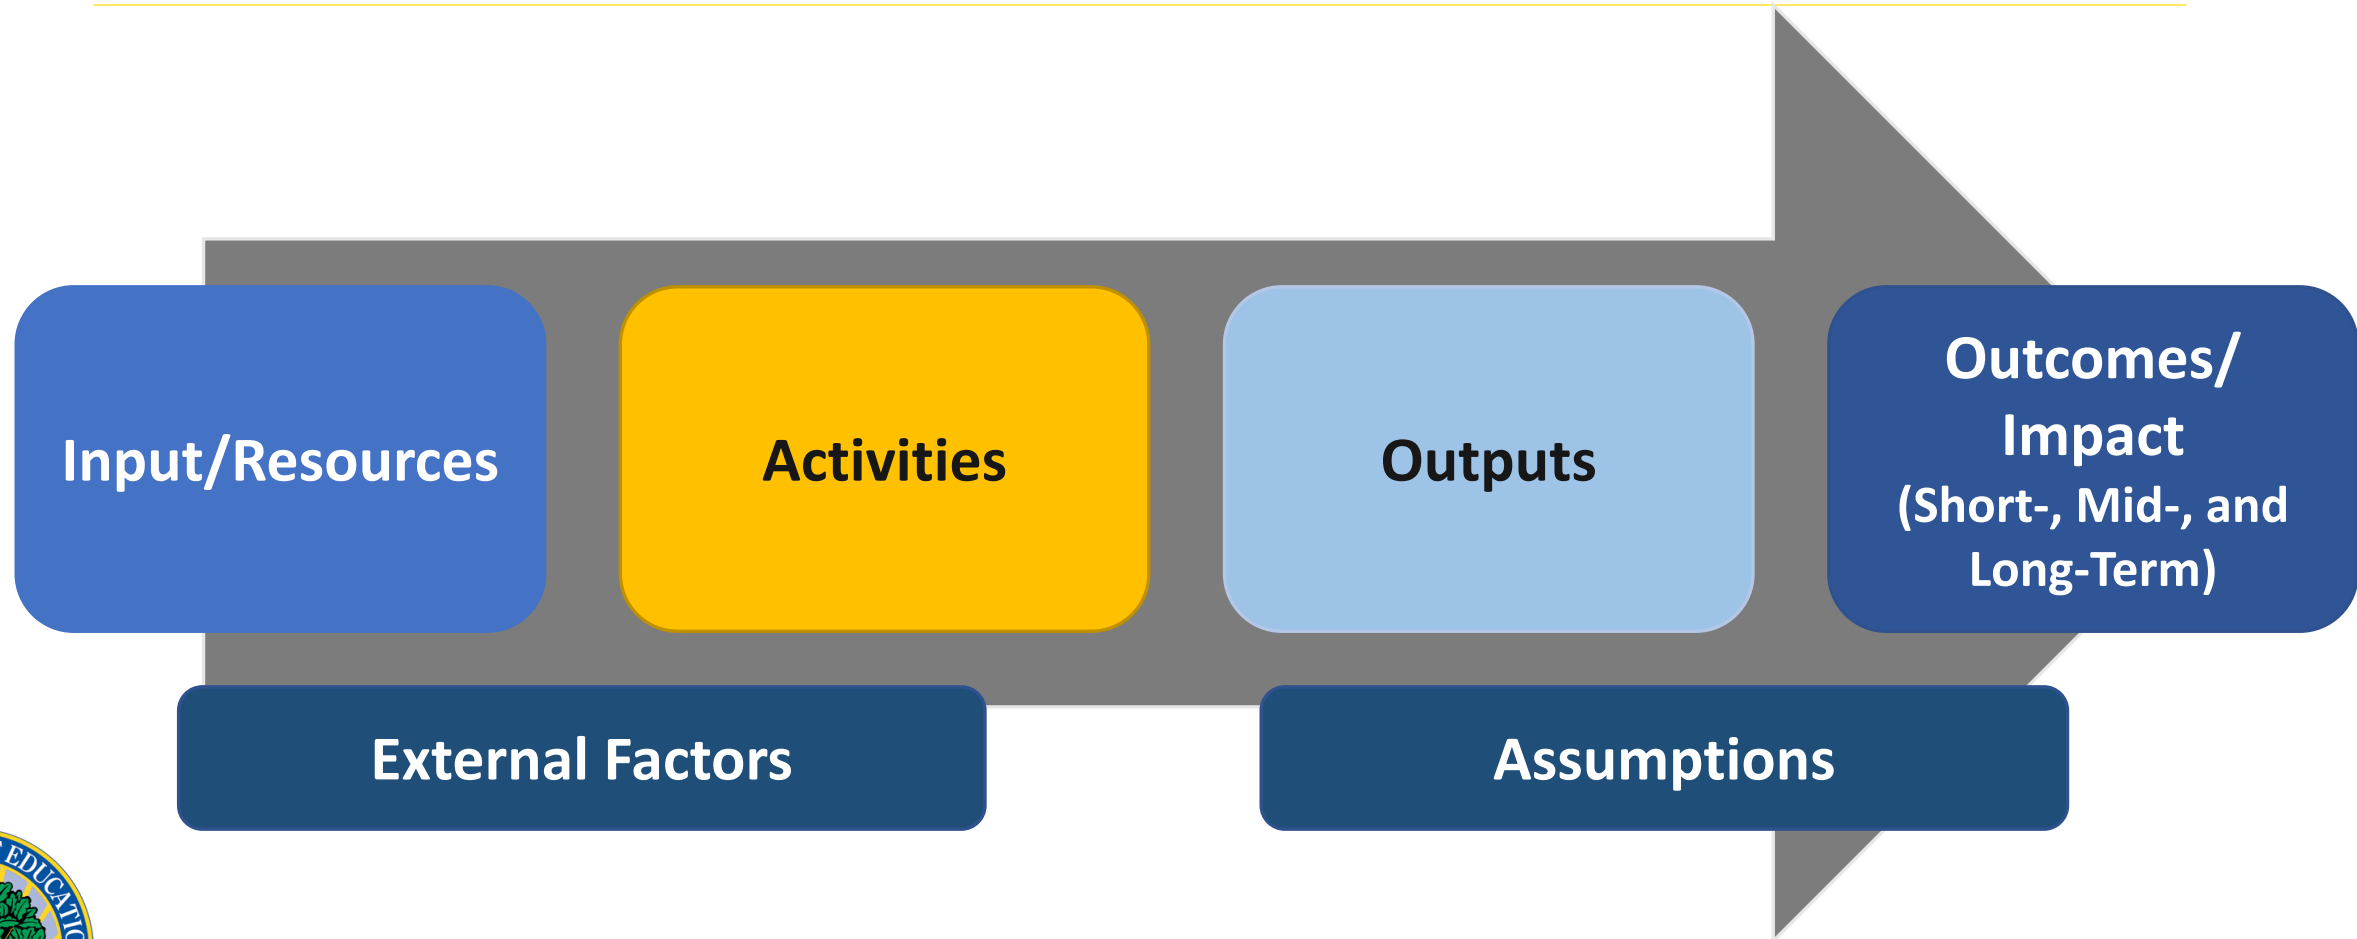 Input/Resources
Activities
Outputs
Outcomes/
Impact
(Short-, Mid-, and
Long-Term)
External Factors
Assumptions